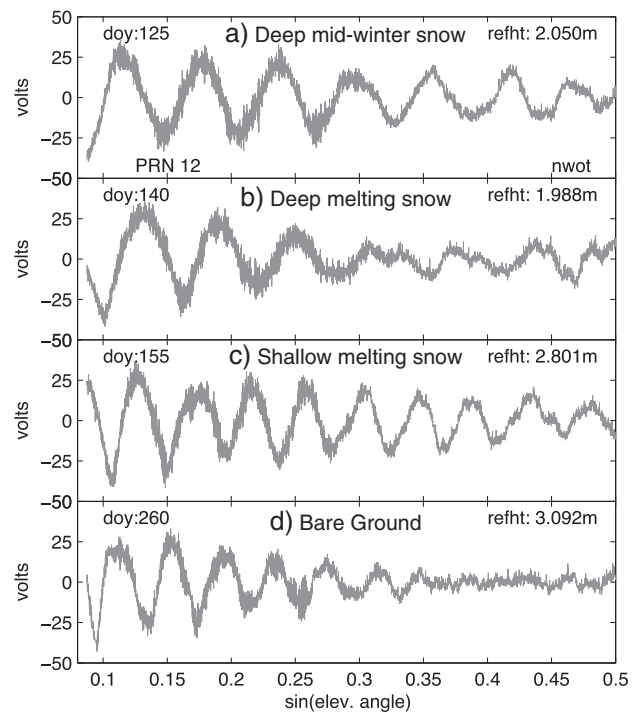 50
doy:125 a) Deep mid-winter snow refht: 2.050m
25
volts
0
−25
PRN 12 nwot
−50
doy:140 b) Deep melting snow refht: 1.988m
25
volts
0
−25
−50
doy:155 c) Shallow melting snow refht: 2.801m
25
volts
0
−25
−50
doy:260 d) Bare Ground refht: 3.092m
25
volts
0
−25
−50
0.1 0.15 0.2 0.25 0.3 0.35 0.4 0.45 0.5
sin(elev. angle)